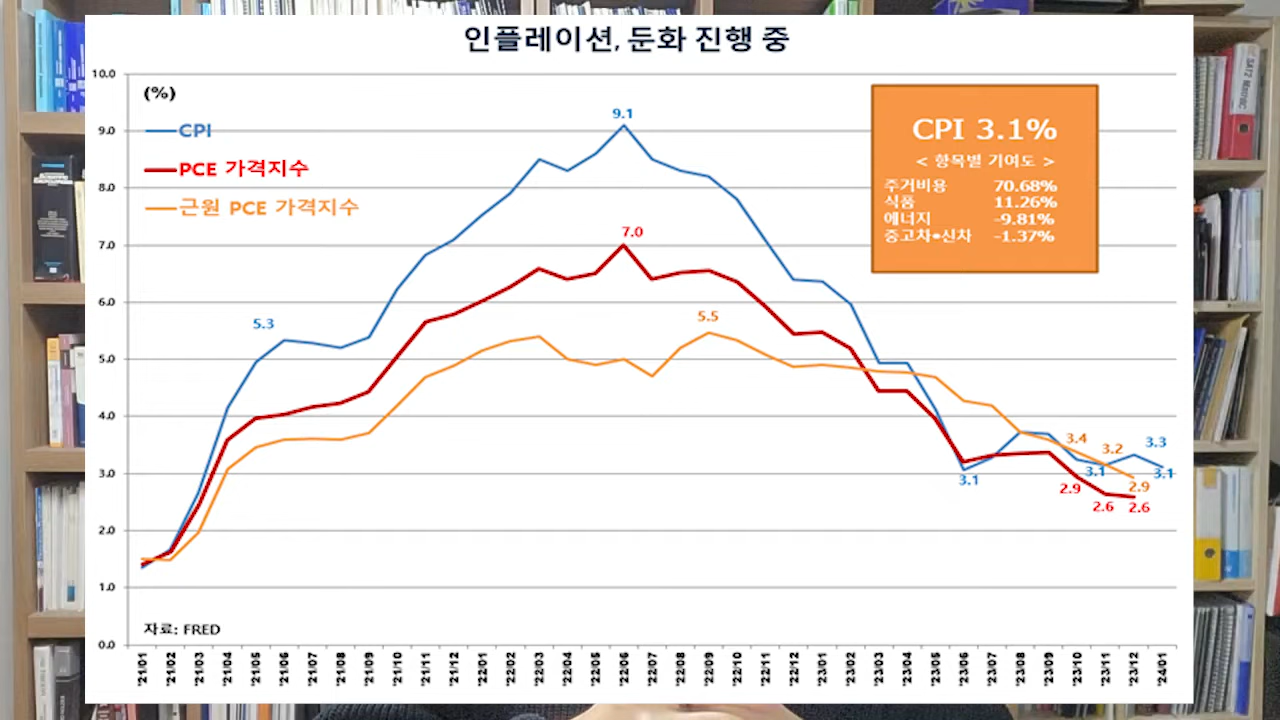 인플레이션, 둔화 진행 중
10.0
(%)
9.0
8.0
7.0
6.0
5.0
4.0
3.0
2.0
1.0
0.0
CPI
PCE 가격지수
근원 PCE 가격지수
5.3
9.1
7.0
5.5
3.1
3.4
3.2
3.3
3.1
3.1
2.9
2.9
2.6
2.6
CPI 3.1%
< 항목별 기여도 >
주거비용 70.68%
식품 11.26%
에너지 -9.81%
중고차•신차 -1.37%
자료: FRED
'21/01 '21/02 '21/03 '21/04 '21/05 '21/06 '21/07 '21/08 '21/09 '21/10 '21/11 '21/12 '22/01 '22/02 '22/03 '22/04 '22/05 '22/06 '22/07 '22/08 '22/09 '22/10 '22/11 '22/12 '23/01 '23/02 '23/03 '23/04 '23/05 '23/06 '23/07 '23/08 '23/09 '23/10 '23/11 '23/12 '24/01